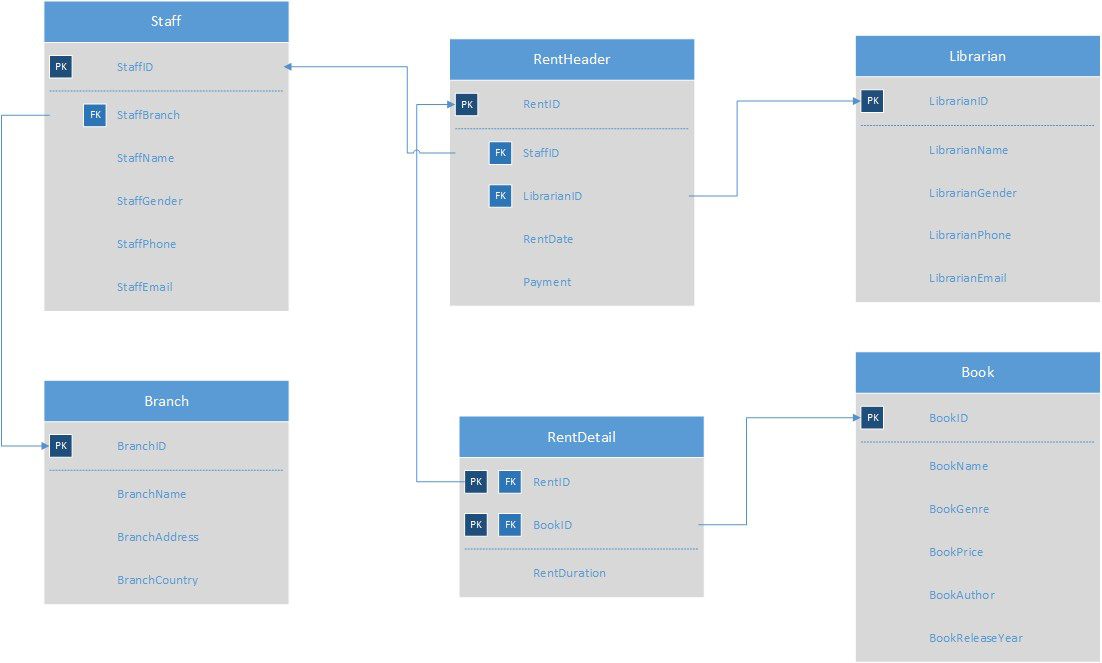 Staff
PK StaffID
FK StaffBranch
StaffName
StaffGender
StaffPhone
StaffEmail
RentHeader
PK RentID
FK StaffID
FK LibrarianID
RentDate
Payment
Librarian
PK LibrarianID
LibrarianName
LibrarianGender
LibrarianPhone
LibrarianEmail
Branch
PK BranchID
BranchName
BranchAddress
BranchCountry
RentDetail
PK FK RentID
PK FK BookID
RentDuration
Book
PK BookID
BookName
BookGenre
BookPrice
BookAuthor
BookReleaseYear